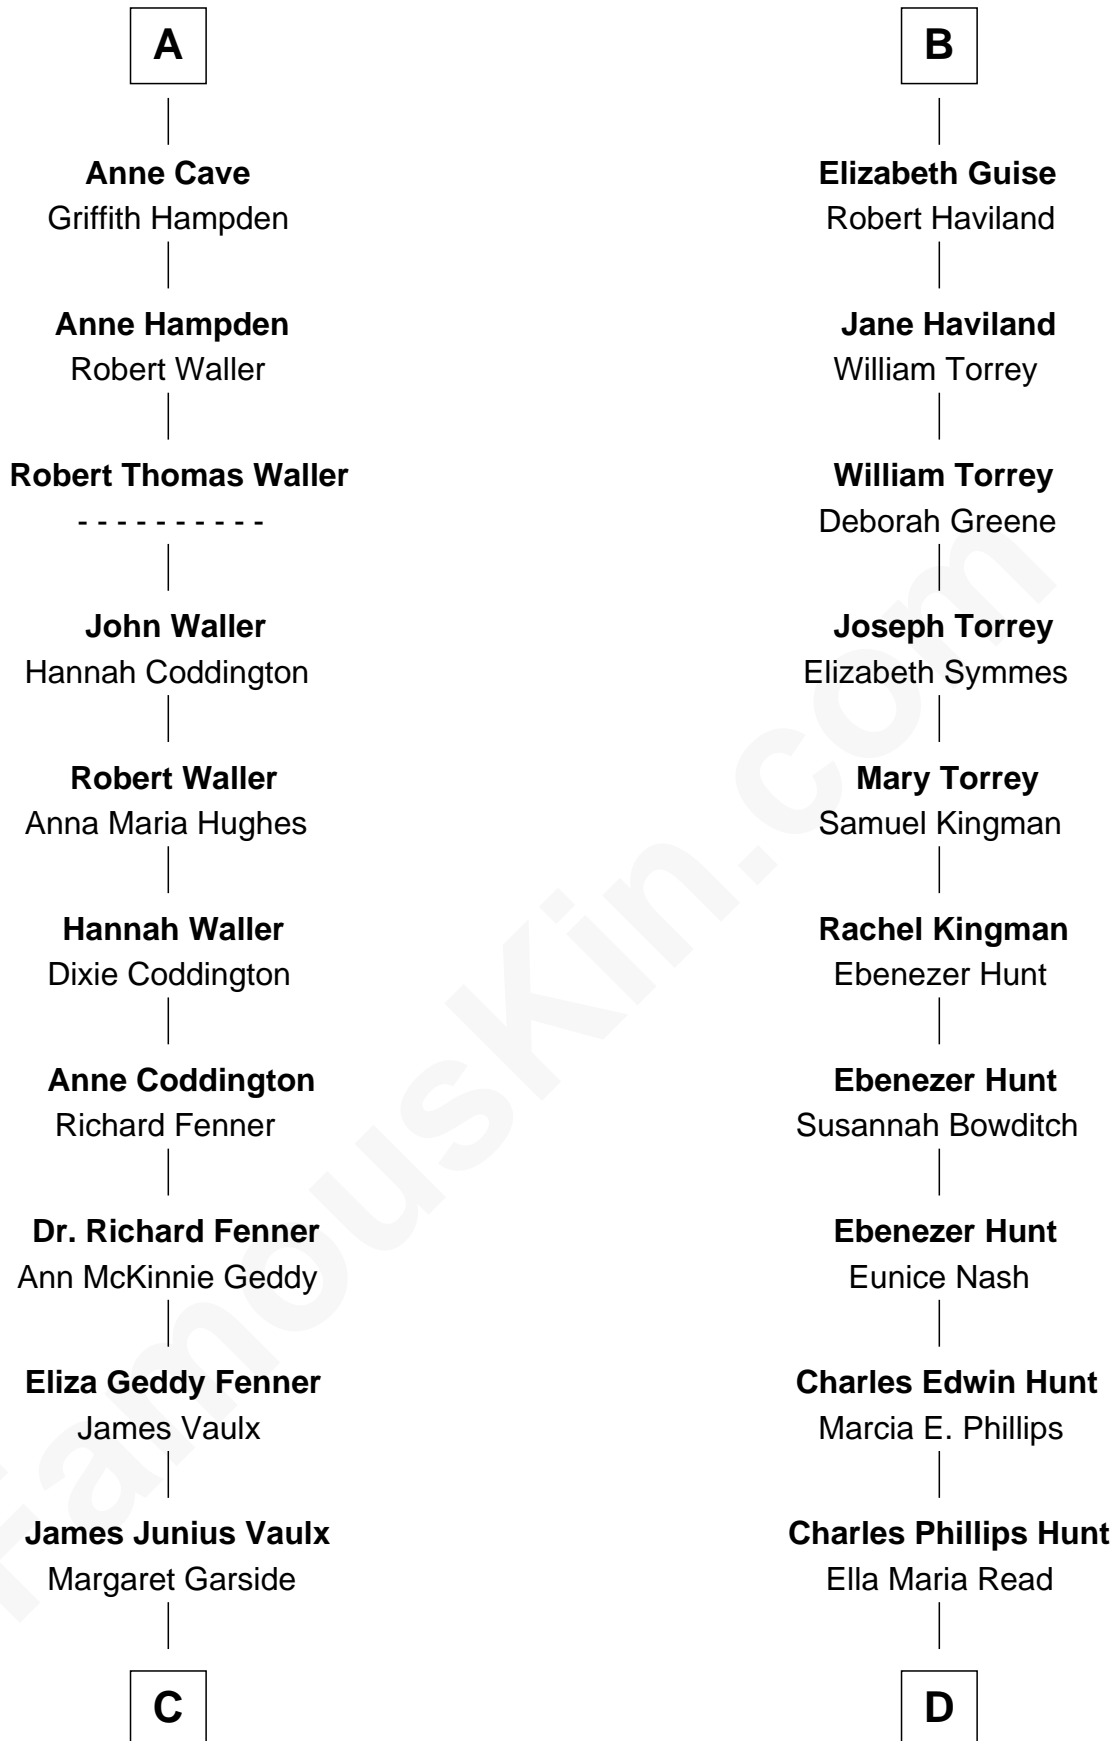 A
Anne Cave
Griffith Hampden
Anne Hampden
Robert Waller
Robert Thomas Waller
- - - - - - - - - -
John Waller
Hannah Coddington
Robert Waller
Anna Maria Hughes
Hannah Waller
Dixie Coddington
Anne Coddington
Richard Fenner
Dr. Richard Fenner
Ann McKinnie Geddy
Eliza Geddy Fenner
James Vaulx
James Junius Vaulx
Margaret Garside
C
B
Elizabeth Guise
Robert Haviland
Jane Haviland
William Torrey
William Torrey
Deborah Greene
Joseph Torrey
Elizabeth Symmes
Mary Torrey
Samuel Kingman
Rachel Kingman
Ebenezer Hunt
Ebenezer Hunt
Susannah Bowditch
Ebenezer Hunt
Eunice Nash
Charles Edwin Hunt
Marcia E. Phillips
Charles Phillips Hunt
Ella Maria Read
D
FamousKin.com